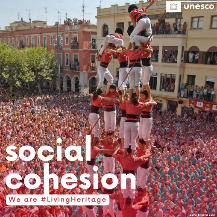 unesco
social
cohesion
We are #LivingHeritage